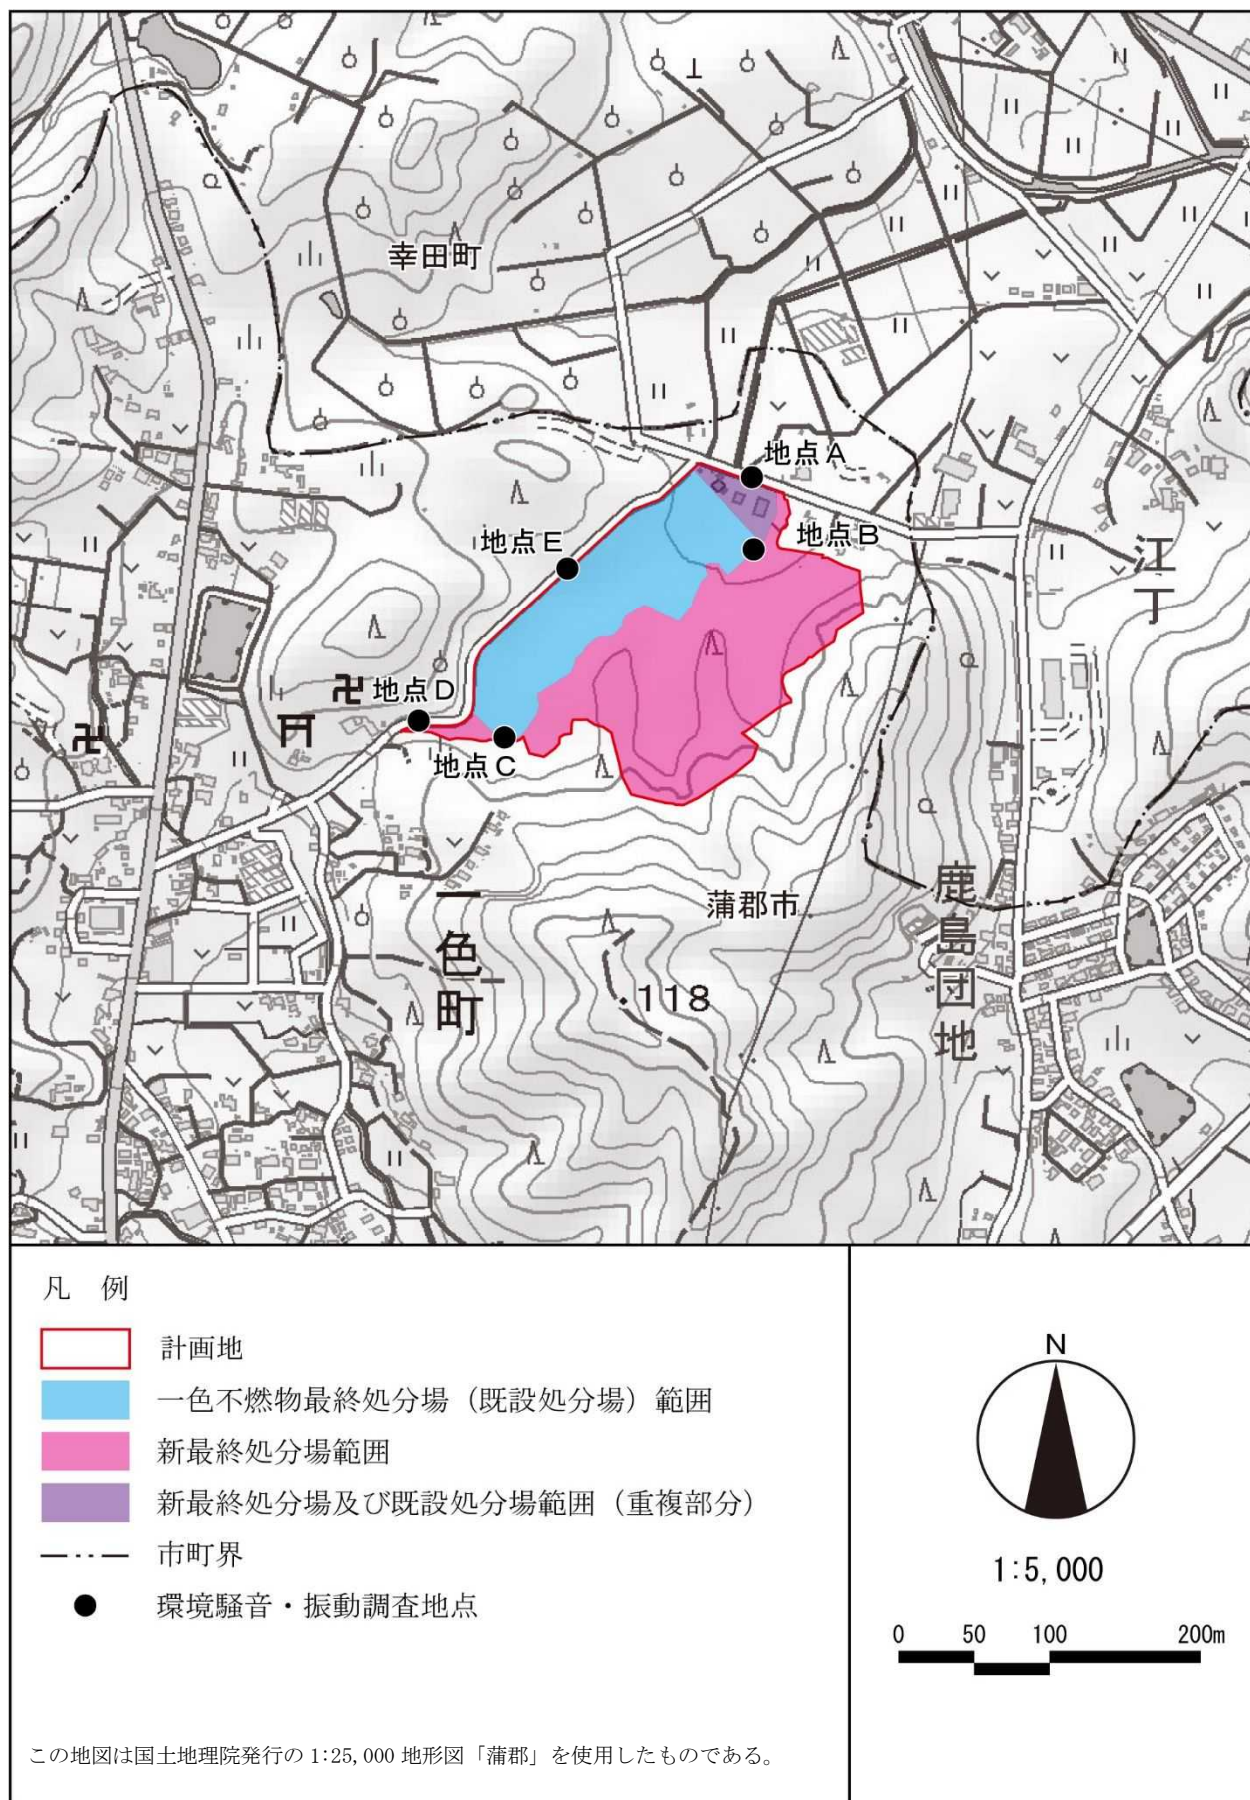 幸田町
地点A
地点B
地点E
江丁
地点D
地点C
蒲郡市
鹿島団地
一色町
118
凡 例
計画地
一色不燃物最終処分場（既設処分場）範囲
新最終処分場範囲
新最終処分場及び既設処分場範囲（重複部分）
市町界
環境騒音・振動調査地点
この地図は国土地理院発行の 1:25,000 地形図「蒲郡」を使用したものである。
N
1:5,000
0 50 100 200m